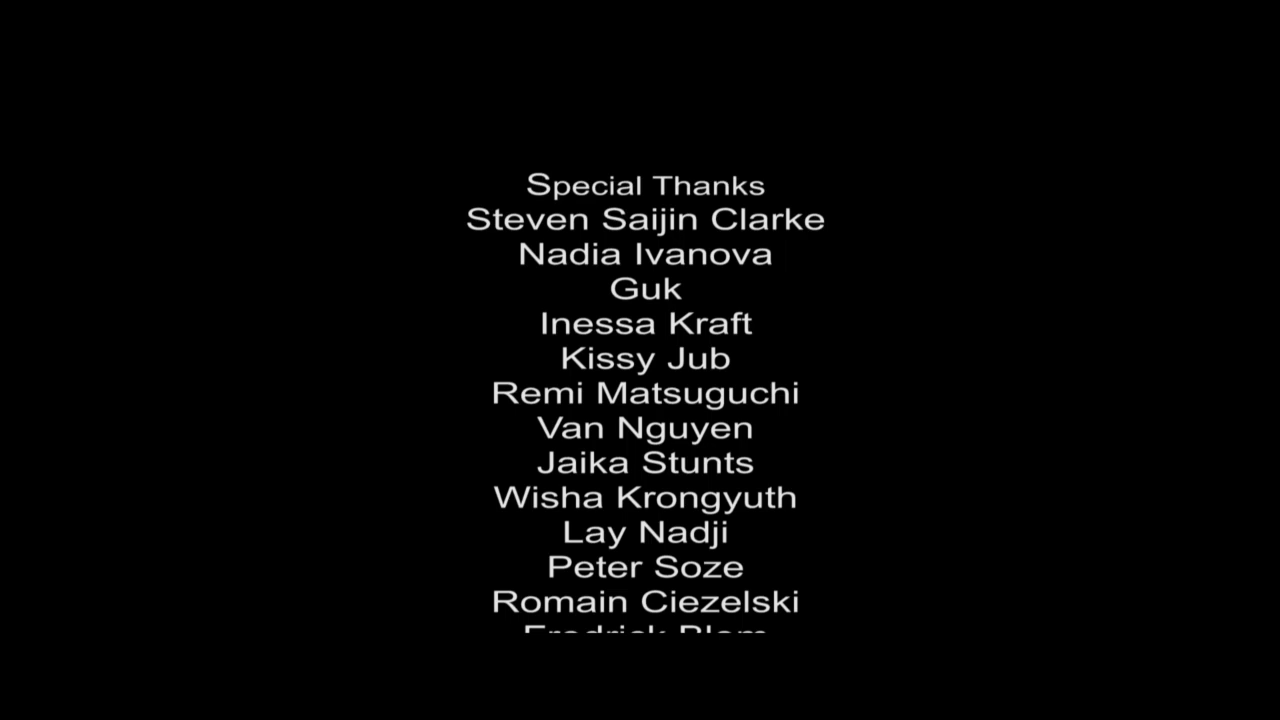 Special Thanks
Steven Saijin Clarke
Nadia Ivanova
Guk
Inessa Kraft
Kissy Jub
Remi Matsuguchi
Van Nguyen
Jaika Stunts
Wisha Krongyuth
Lay Nadji
Peter Soze
Romain Ciezelski